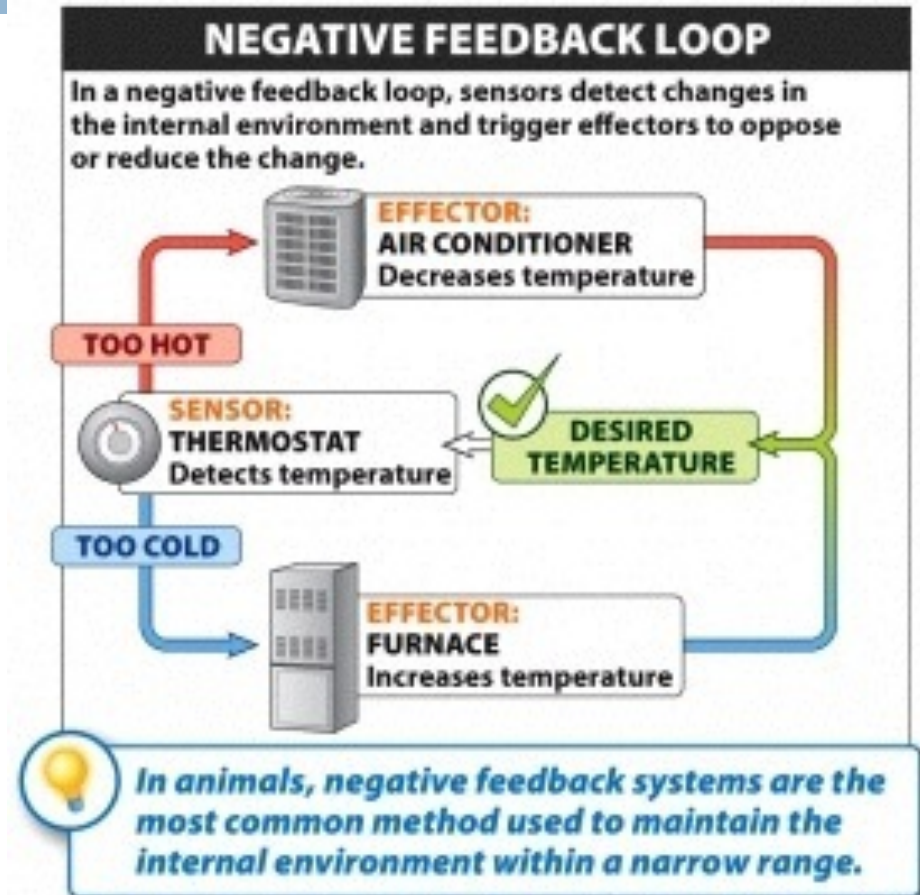 NEGATIVE FEEDBACK LOOP
In a negative feedback loop, sensors detect changes in
the internal environment and trigger effectors to oppose
or reduce the change.
EFFECTOR:
AIR CONDITIONER
Decreases temperature
TOO HOT
SENSOR:
THERMOSTAT
Detects temperature
DESIRED
TEMPERATURE
TOO COLD
EFFECTOR:
FURNACE
Increases temperature
In animals, negative feedback systems are the
most common method used to maintain the
internal environment within a narrow range.